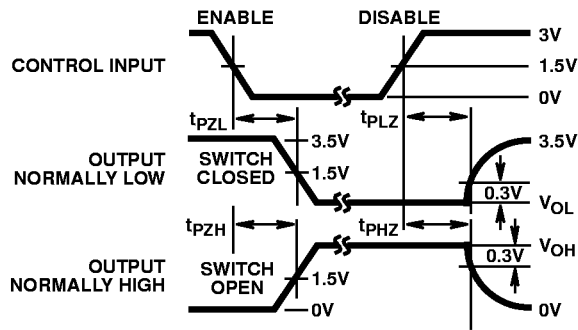 ENABLE DISABLE
CONTROL INPUT
3V
1.5V
0V
tPZL tPLZ
OUTPUT
NORMALLY LOW
SWITCH
CLOSED
3.5V
1.5V
3.5V
0.3V
VOL
tPZH tPHZ
OUTPUT
NORMALLY HIGH
SWITCH
OPEN
1.5V
0V
VOH
0.3V
0V